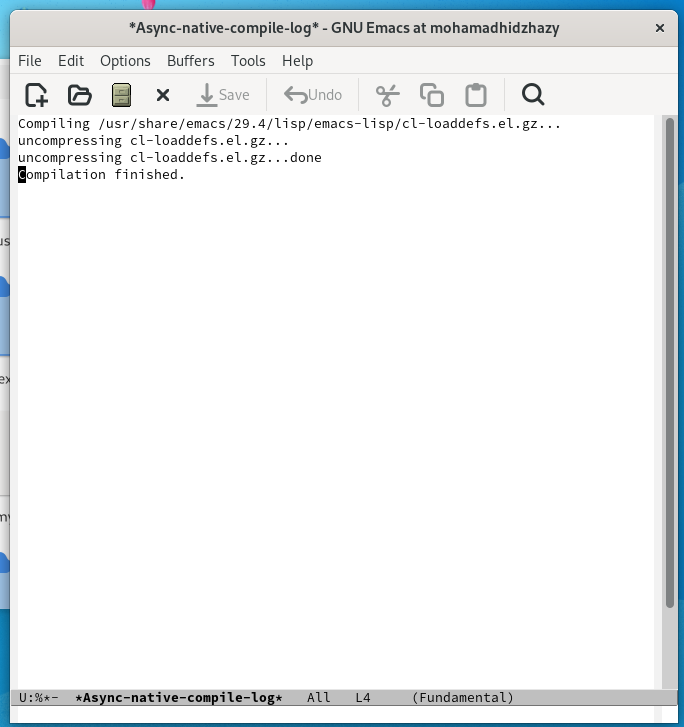 *Async-native-compile-log* - GNU Emacs at mohamadhidzhazy
File Edit Options Buffers Tools Help
Save Undo
Compiling /usr/share/emacs/29.4/lisp/emacs-lisp/cl-loaddefs.el.gz...
uncompressing cl-loaddefs.el.gz...
uncompressing cl-loaddefs.el.gz...done
Compilation finished.
U:%*- *Async-native-compile-log* All L4 (Fundamental)